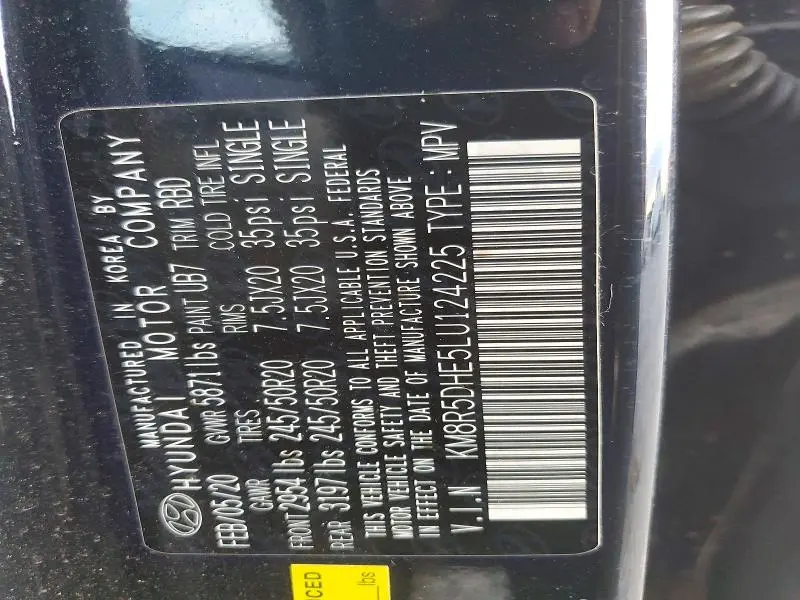 MANUFACTURED IN KOREA BY
HYUNDAI MOTOR COMPANY
FEB/05/20 GVWR 5871lbs PAINT UB7 TRIM RBD
GAWR TIRES RIMS COLD TIRE INFL
FRONT 2954 lbs 245/50R20 7.5JX20 35psi SINGLE
REAR 3197 lbs 245/50R20 7.5JX20 35psi SINGLE
THIS VEHICLE CONFORMS TO ALL APPLICABLE U.S.A. FEDERAL
MOTOR VEHICLE SAFETY AND THEFT PREVENTION STANDARDS
IN EFFECT ON THE DATE OF MANUFACTURE SHOWN ABOVE
V.I.N KM8R5DHE5LU124225 TYPE : MPV
lbs